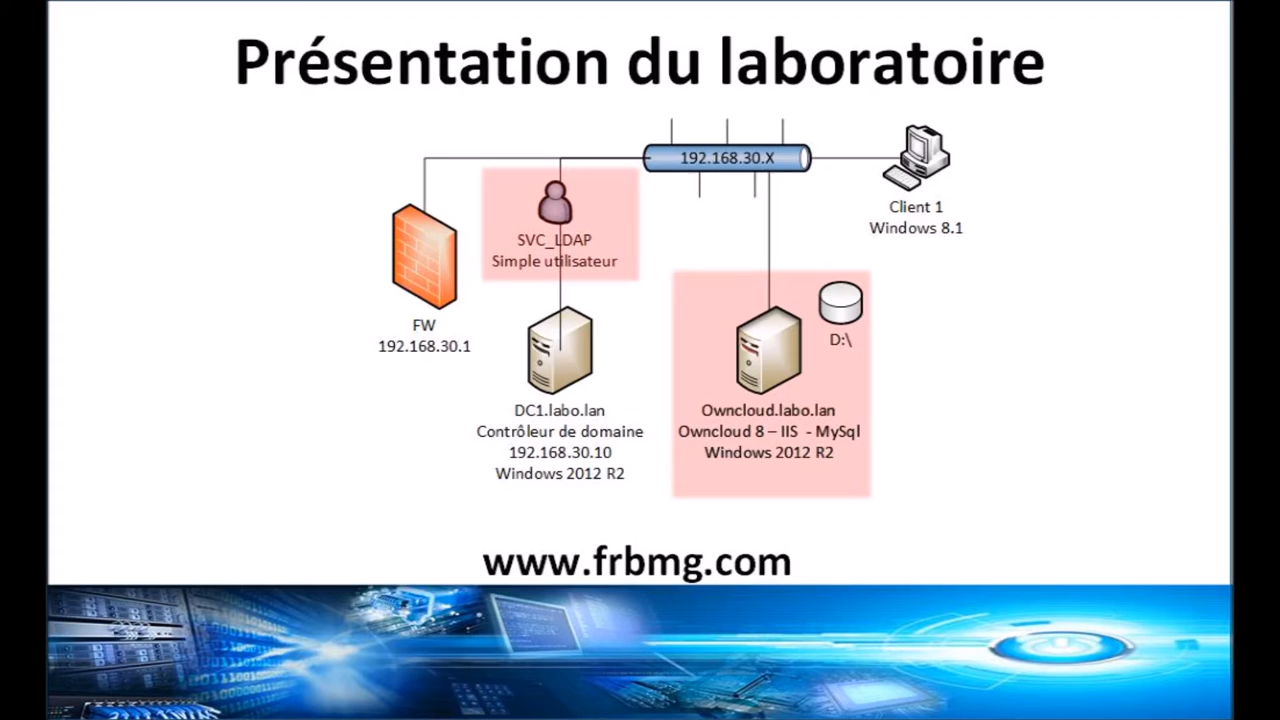 Présentation du laboratoire
192.168.30.X
Client 1
Windows 8.1
SVC_LDAP
Simple utilisateur
FW
192.168.30.1
D:\
DC1.labo.lan
Contrôleur de domaine
192.168.30.10
Windows 2012 R2
Owncloud.labo.lan
Owncloud 8 – IIS - MySql
Windows 2012 R2
www.frbmg.com